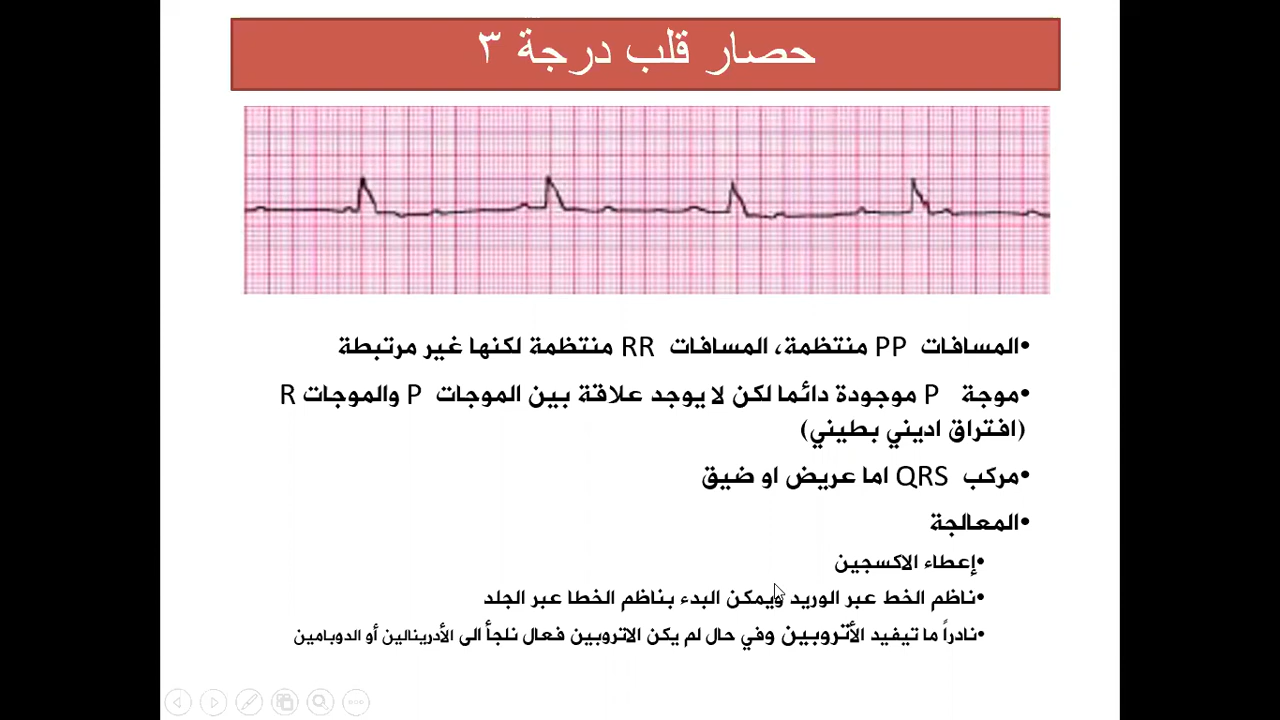 حصار قلب درجة ٣
•المسافات PP منتظمة، المسافات RR منتظمة لكنها غير مرتبطة
•موجة P موجودة دائما لكن لا يوجد علاقة بين الموجات P والموجات R
(افتراق اديني بطيني)
•مركب QRS اما عريض او ضيق
•المعالجة
•إعطاء الاكسجين
•ناظم الخط عبر الوريد ويمكن البدء بناظم الخطا عبر الجلد
•نادراً ما تيفيد الأتروبين وفي حال لم يكن الاتروبين فعال نلجأ الى الأدرينالين أو الدوبامين